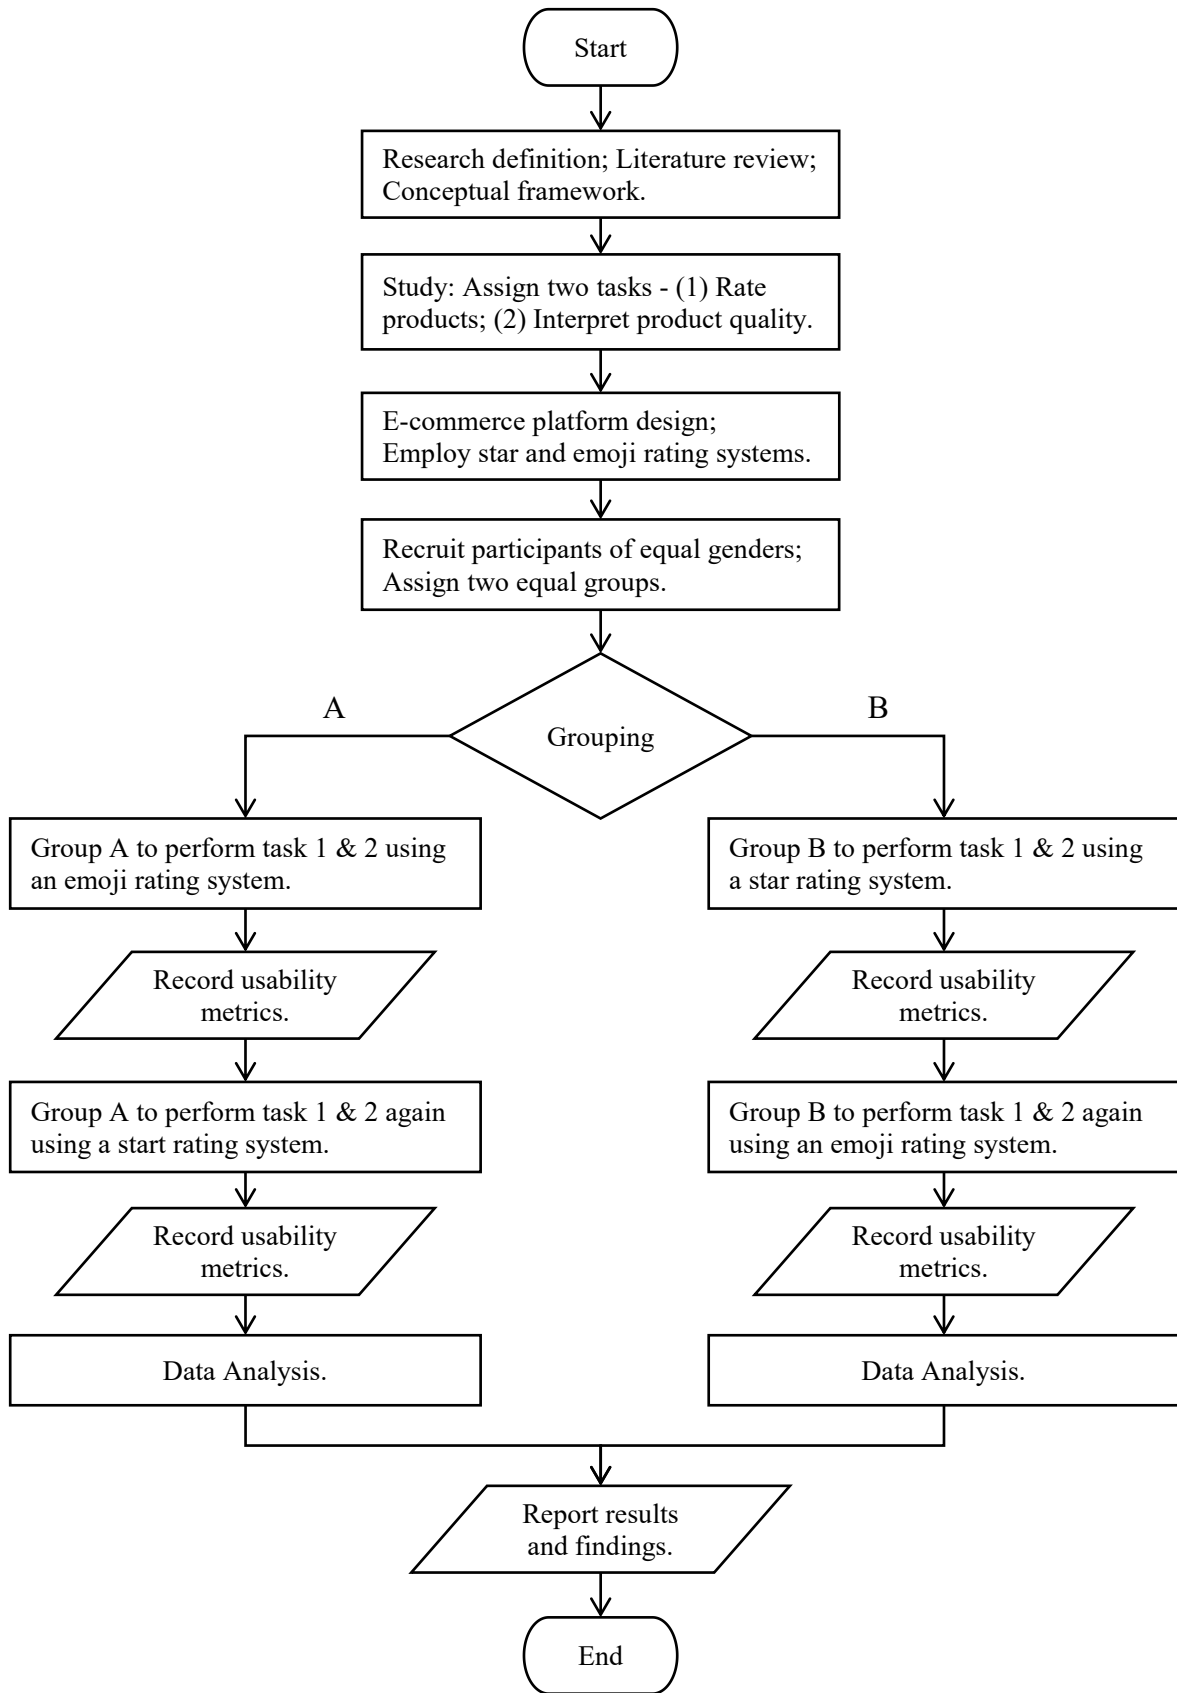 Start
Research definition; Literature review;
Conceptual framework.
Study: Assign two tasks - (1) Rate
products; (2) Interpret product quality.
E-commerce platform design;
Employ star and emoji rating systems.
Recruit participants of equal genders;
Assign two equal groups.
A
B
Grouping
Group A to perform task 1 & 2 using
an emoji rating system.
Record usability
metrics.
Group A to perform task 1 & 2 again
using a start rating system.
Record usability
metrics.
Data Analysis.
Group B to perform task 1 & 2 using
a star rating system.
Record usability
metrics.
Group B to perform task 1 & 2 again
using an emoji rating system.
Record usability
metrics.
Data Analysis.
Report results
and findings.
End